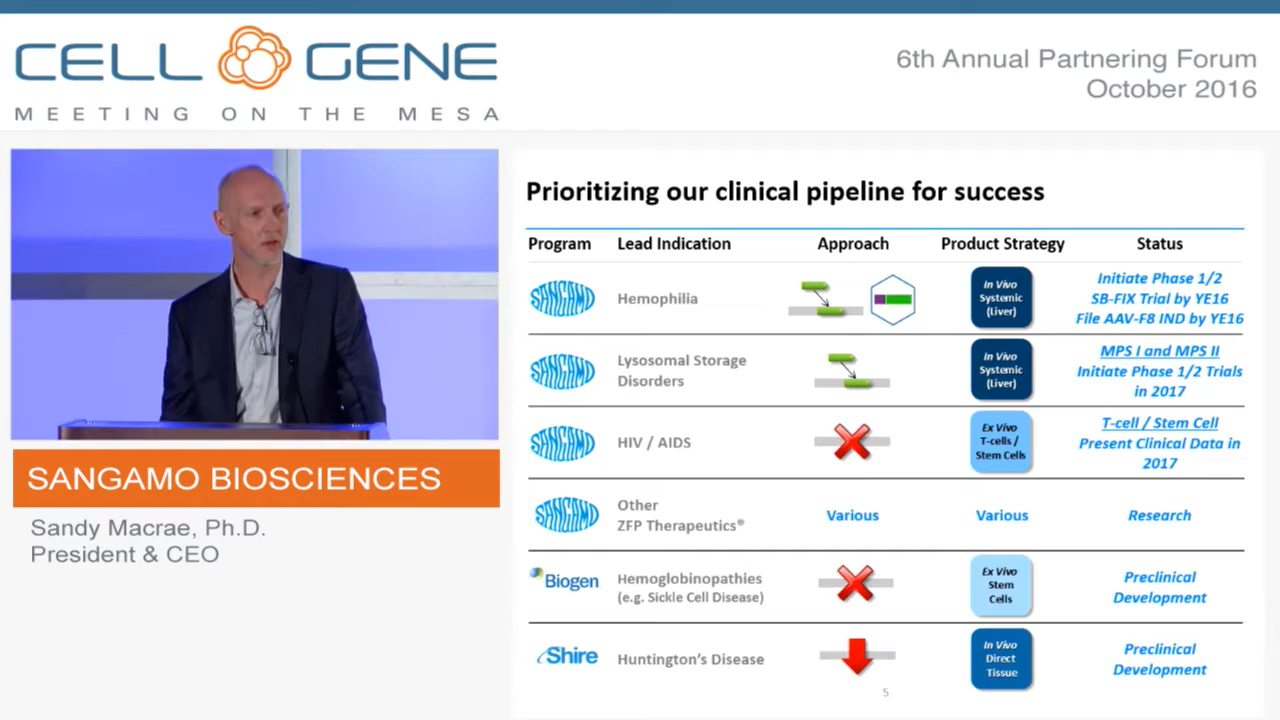 CELL GENE
MEETING ON THE MESA
6th Annual Partnering Forum
October 2016
SANGAMO BIOSCIENCES
Sandy Macrae, Ph.D.
President & CEO
Prioritizing our clinical pipeline for success
Program Lead Indication Approach Product Strategy Status
SANGAMO
Hemophilia
In Vivo
Systemic
(Liver)
Initiate Phase 1/2
SB-FIX Trial by YE16
File AAV-F8 IND by YE16
SANGAMO
Lysosomal Storage
Disorders
In Vivo
Systemic
(Liver)
MPS I and MPS II
Initiate Phase 1/2 Trials
in 2017
SANGAMO
HIV / AIDS
Ex Vivo
T-cells /
Stem Cells
T-cell / Stem Cell
Present Clinical Data in
2017
SANGAMO
Other
ZFP Therapeutics®
Various
Various
Research
Biogen
Hemoglobinopathies
(e.g. Sickle Cell Disease)
Ex Vivo
Stem
Cells
Preclinical
Development
Shire
Huntington's Disease
In Vivo
Direct
Tissue
Preclinical
Development
5